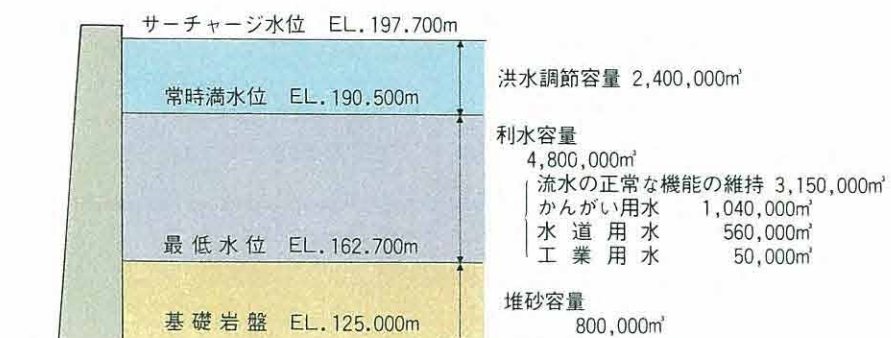 サーチャージ水位 EL.197.700m
洪水調節容量 2,400,000m³
常時満水位 EL.190.500m
利水容量
4,800,000m³
流水の正常な機能の維持 3,150,000m³
かんがい用水 1,040,000m³
水道用水 560,000m³
工業用水 50,000m³
最低水位 EL.162.700m
堆砂容量
800,000m³
基礎岩盤 EL.125.000m